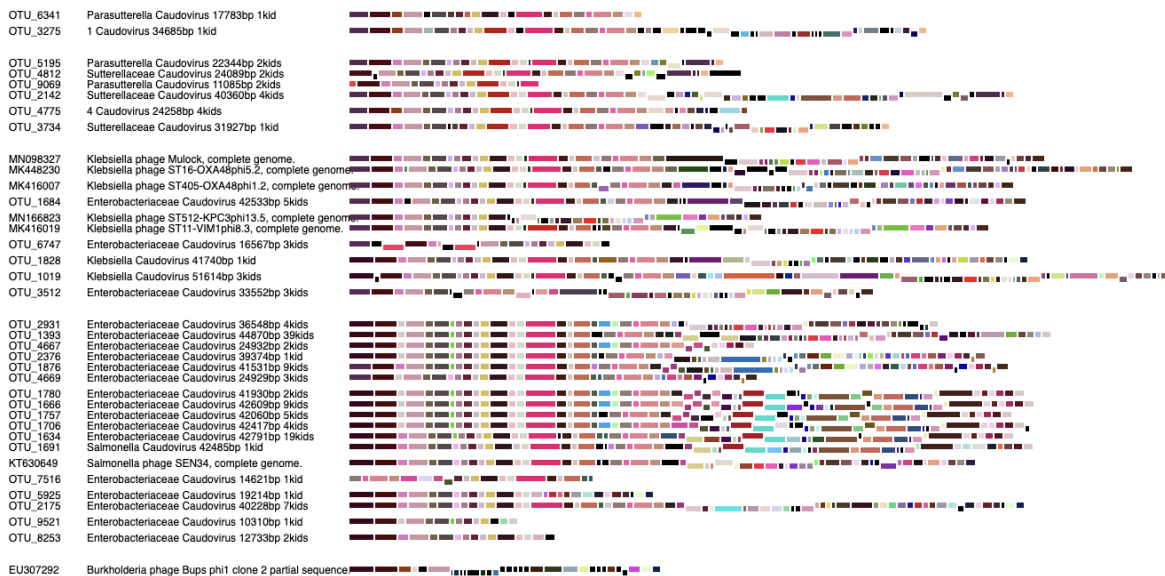 OTU_6341 Parasutterella Caudovirus 17783bp 1kid
OTU_3275 1 Caudovirus 34685bp 1kid
OTU_5195 Parasutterella Caudovirus 22344bp 2kids
OTU_4812 Sutterellaceae Caudovirus 24089bp 2kids
OTU_9069 Parasutterella Caudovirus 11085bp 2kids
OTU_2142 Sutterellaceae Caudovirus 40360bp 4kids
OTU_4775 4 Caudovirus 24258bp 4kids
OTU_3734 Sutterellaceae Caudovirus 31927bp 1kid
MN098327 Klebsiella phage Mulock, complete genome.
MK448230 Klebsiella phage ST16-OXA48phi5.2, complete genome.
MK416007 Klebsiella phage ST405-OXA48phi1.2, complete genome.
OTU_1684 Enterobacteriaceae Caudovirus 42533bp 5kids
MN166823 Klebsiella phage ST512-KPC3phi13.5, complete genome.
MK416019 Klebsiella phage ST11-VIM1phi8.3, complete genome.
OTU_6747 Enterobacteriaceae Caudovirus 16567bp 3kids
OTU_1828 Klebsiella Caudovirus 41740bp 1kid
OTU_1019 Klebsiella Caudovirus 51614bp 3kids
OTU_3512 Enterobacteriaceae Caudovirus 33552bp 3kids
OTU_2931 Enterobacteriaceae Caudovirus 36548bp 4kids
OTU_1393 Enterobacteriaceae Caudovirus 44870bp 39kids
OTU_4667 Enterobacteriaceae Caudovirus 24932bp 2kids
OTU_2376 Enterobacteriaceae Caudovirus 39374bp 1kid
OTU_1876 Enterobacteriaceae Caudovirus 41531bp 9kids
OTU_4669 Enterobacteriaceae Caudovirus 24929bp 3kids
OTU_1780 Enterobacteriaceae Caudovirus 41930bp 2kids
OTU_1666 Enterobacteriaceae Caudovirus 42609bp 9kids
OTU_1757 Enterobacteriaceae Caudovirus 42060bp 5kids
OTU_1706 Enterobacteriaceae Caudovirus 42417bp 4kids
OTU_1634 Enterobacteriaceae Caudovirus 42791bp 19kids
OTU_1691 Salmonella Caudovirus 42485bp 1kid
KT630649 Salmonella phage SEN34, complete genome.
OTU_7516 Enterobacteriaceae Caudovirus 14621bp 1kid
OTU_5925 Enterobacteriaceae Caudovirus 19214bp 1kid
OTU_2175 Enterobacteriaceae Caudovirus 40228bp 7kids
OTU_9521 Enterobacteriaceae Caudovirus 10310bp 1kid
OTU_8253 Enterobacteriaceae Caudovirus 12733bp 2kids
EU307292 Burkholderia phage Bups phi1 clone 2 partial sequence.